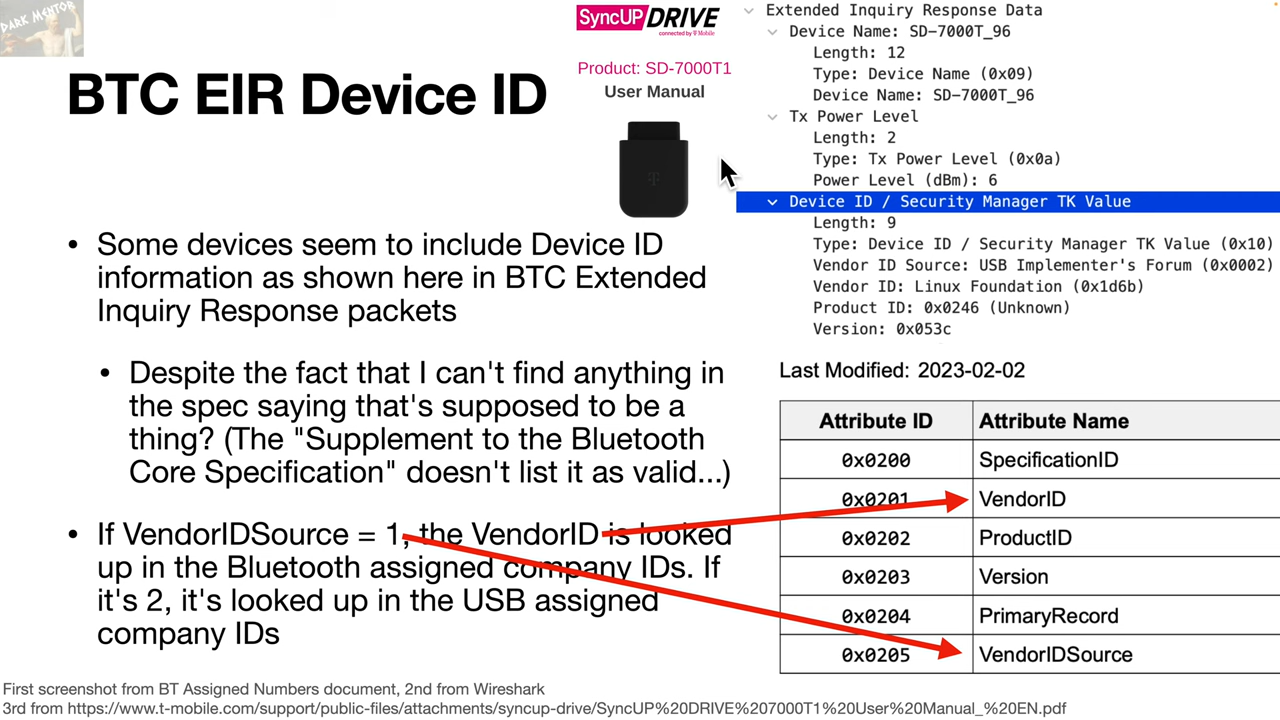 DARK MENTOR
BTC EIR Device ID
SyncUP DRIVE
connected by T Mobile
Product: SD-7000T1
User Manual
T
Extended Inquiry Response Data
Device Name: SD-7000T_96
Length: 12
Type: Device Name (0x09)
Device Name: SD-7000T_96
Tx Power Level
Length: 2
Type: Tx Power Level (0x0a)
Power Level (dBm): 6
Device ID / Security Manager TK Value
Length: 9
Type: Device ID / Security Manager TK Value (0x10)
Vendor ID Source: USB Implementer's Forum (0x0002)
Vendor ID: Linux Foundation (0x1d6b)
Product ID: 0x0246 (Unknown)
Version: 0x053c
• Some devices seem to include Device ID
information as shown here in BTC Extended
Inquiry Response packets
• Despite the fact that I can't find anything in
the spec saying that's supposed to be a
thing? (The "Supplement to the Bluetooth
Core Specification" doesn't list it as valid...)
• If VendorIDSource = 1, the VendorID is looked
up in the Bluetooth assigned company IDs. If
it's 2, it's looked up in the USB assigned
company IDs
Last Modified: 2023-02-02
Attribute ID Attribute Name
0x0200 SpecificationID
0x0201 VendorID
0x0202 ProductID
0x0203 Version
0x0204 PrimaryRecord
0x0205 VendorIDSource
First screenshot from BT Assigned Numbers document, 2nd from Wireshark
3rd from https://www.t-mobile.com/support/public-files/attachments/syncup-drive/SyncUP%20DRIVE%207000T1%20User%20Manual_%20EN.pdf